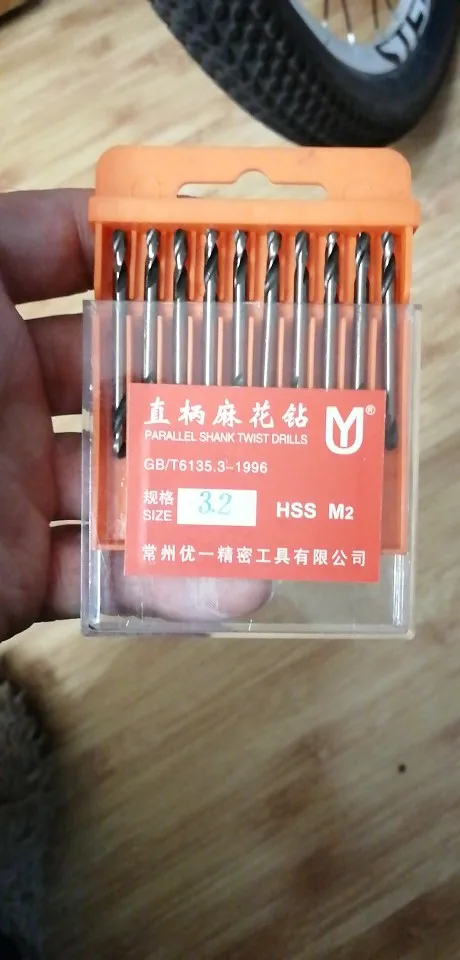 直柄麻花钻
PARALLEL SHANK TWIST DRILLS
UY®
GB/T6135.3-1996
规格
SIZE
3.2
HSS M2
常州优一精密工具有限公司